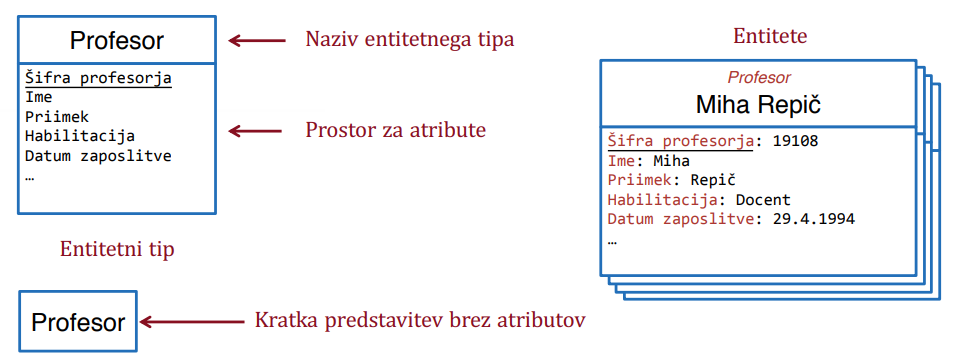 Profesor
Šifra profesorja
Ime
Priimek
Habilitacija
Datum zaposlitve
…
Naziv entitetnega tipa
Prostor za atribute
Entitetni tip
Profesor
Kratka predstavitev brez atributov
Entitete
Profesor
Miha Repič
Šifra profesorja: 19108
Ime: Miha
Priimek: Repič
Habilitacija: Docent
Datum zaposlitve: 29.4.1994
…